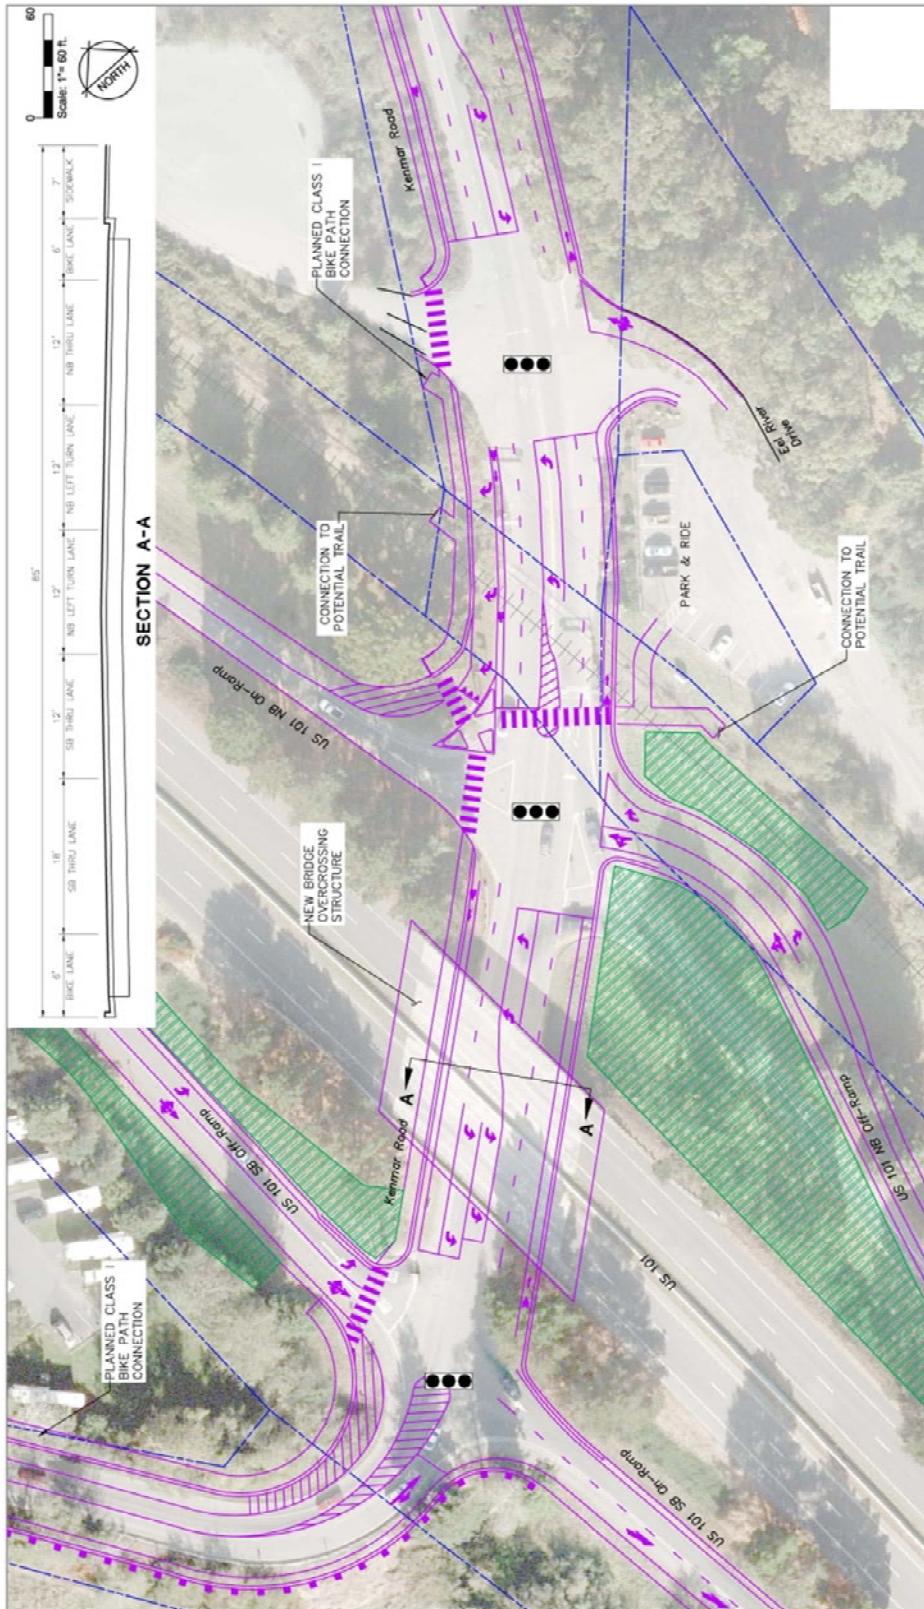 60
0
Scale: 1"= 60 ft.
NORTH
85'
6'
BIKE LANE
18'
SB THRU LANE
12'
SB THRU LANE
12'
NB LEFT TURN LANE
12'
NB LEFT TURN LANE
12'
NB THRU LANE
6'
BIKE LANE
7'
SIDEWALK
SECTION A-A
PLANNED CLASS I
BIKE PATH
CONNECTION
US 101 SB Off-Ramp
Kenmar Road
A
A
NEW BRIDGE
OVERCROSSING
STRUCTURE
US 101 NB On-Ramp
CONNECTION TO
POTENTIAL TRAIL
PLANNED CLASS I
BIKE PATH
CONNECTION
Kenmar Road
Eel River
Drive
PARK & RIDE
CONNECTION TO
POTENTIAL TRAIL
US 101 NB Off-Ramp
US 101
US 101 SB On-Ramp